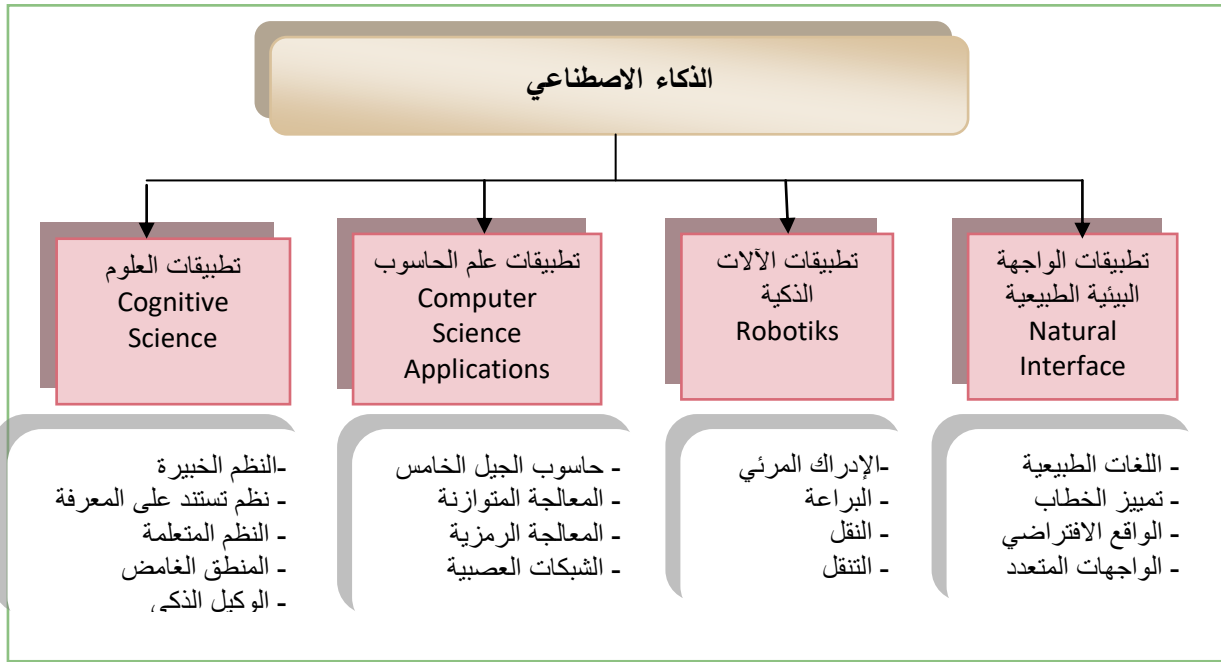 الذكاء الاصطناعي
تطبيقات الواجهة
البيئية الطبيعية
Natural
Interface
- اللغات الطبيعية
- تمييز الخطاب
- الواقع الافتراضي
- الواجهات المتعدد
تطبيقات الآلات
الذكية
Robotiks
-الإدراك المرئي
- البراعة
- النقل
- التنقل
تطبيقات علم الحاسوب
Computer
Science
Applications
- حاسوب الجيل الخامس
- المعالجة المتوازنة
- المعالجة الرمزية
- الشبكات العصبية
تطبيقات العلوم
Cognitive
Science
-النظم الخبيرة
- نظم تستند على المعرفة
- النظم المتعلمة
- المنطق الغامض
- الوكيل الذكي